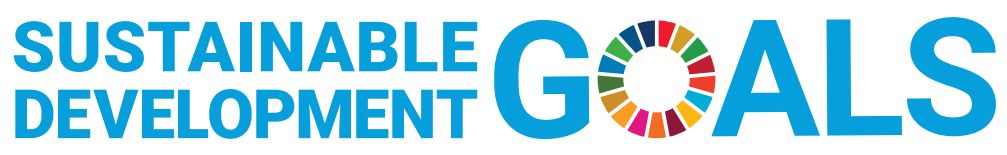 SUSTAINABLE
DEVELOPMENT
GOALS